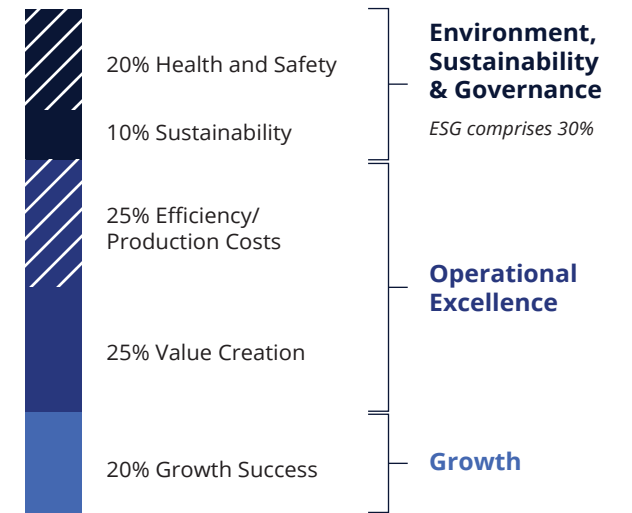 20% Health and Safety
10% Sustainability
Environment,
Sustainability
& Governance
ESG comprises 30%
25% Efficiency/
Production Costs
25% Value Creation
Operational
Excellence
20% Growth Success
Growth